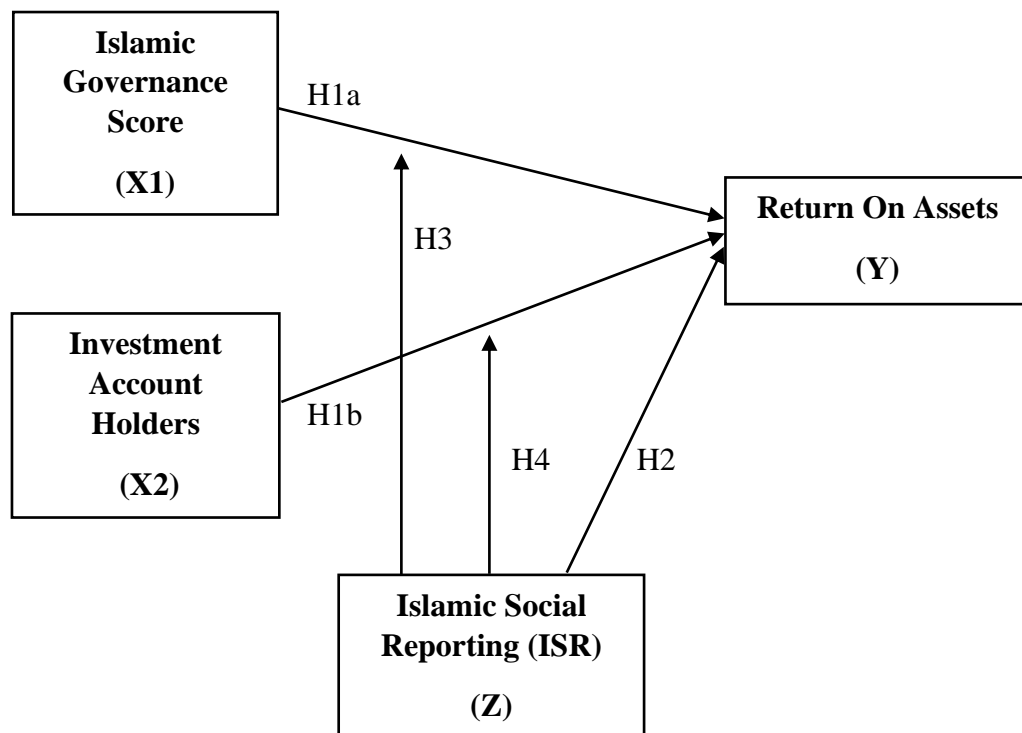 Islamic
Governance
Score
(X1)
H1a
Return On Assets
(Y)
H3
Investment
Account
Holders
(X2)
H1b
H4
H2
Islamic Social
Reporting (ISR)
(Z)